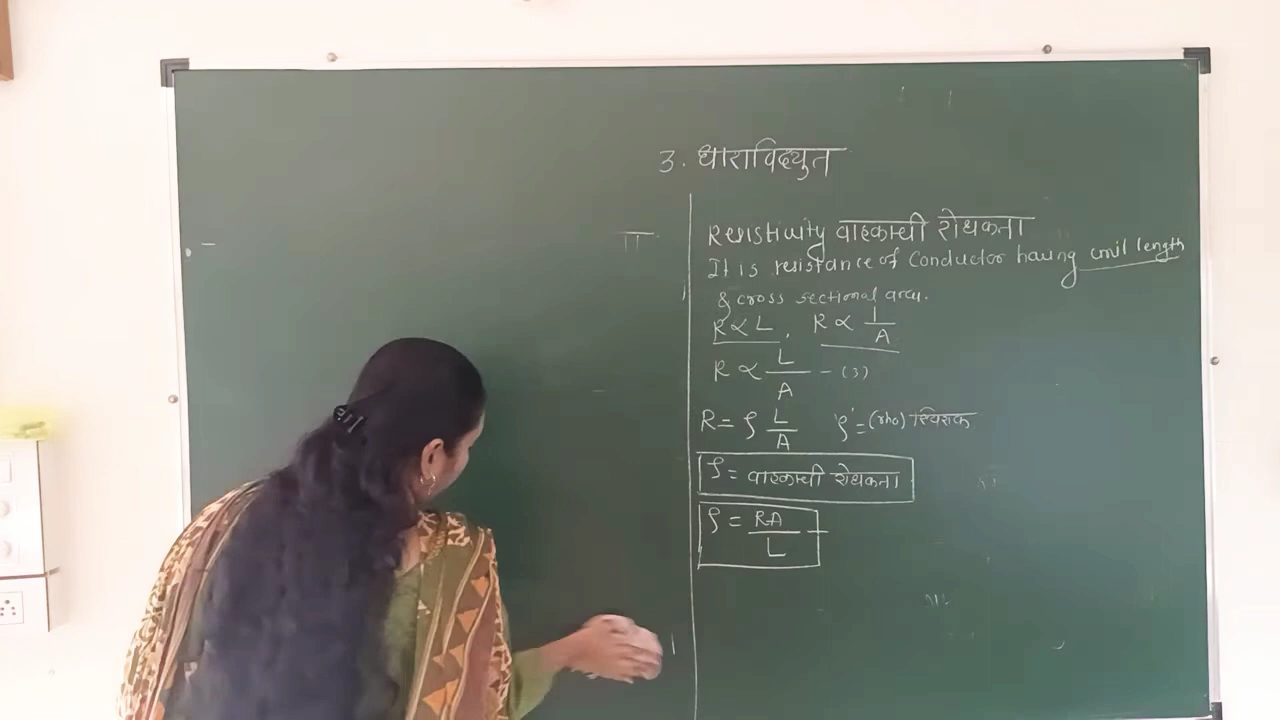 3. धाराविद्युत
Resistivity वाहकाची रोधकता
It is resistance of Conductor having unit length
& cross sectional area.
R ∝ L , R ∝ 1/A
R ∝ L/A – (3)
R = ρ L/A 'ρ' = (rho) स्थिरांक
ρ = वाहकाची रोधकता
ρ = RA/L